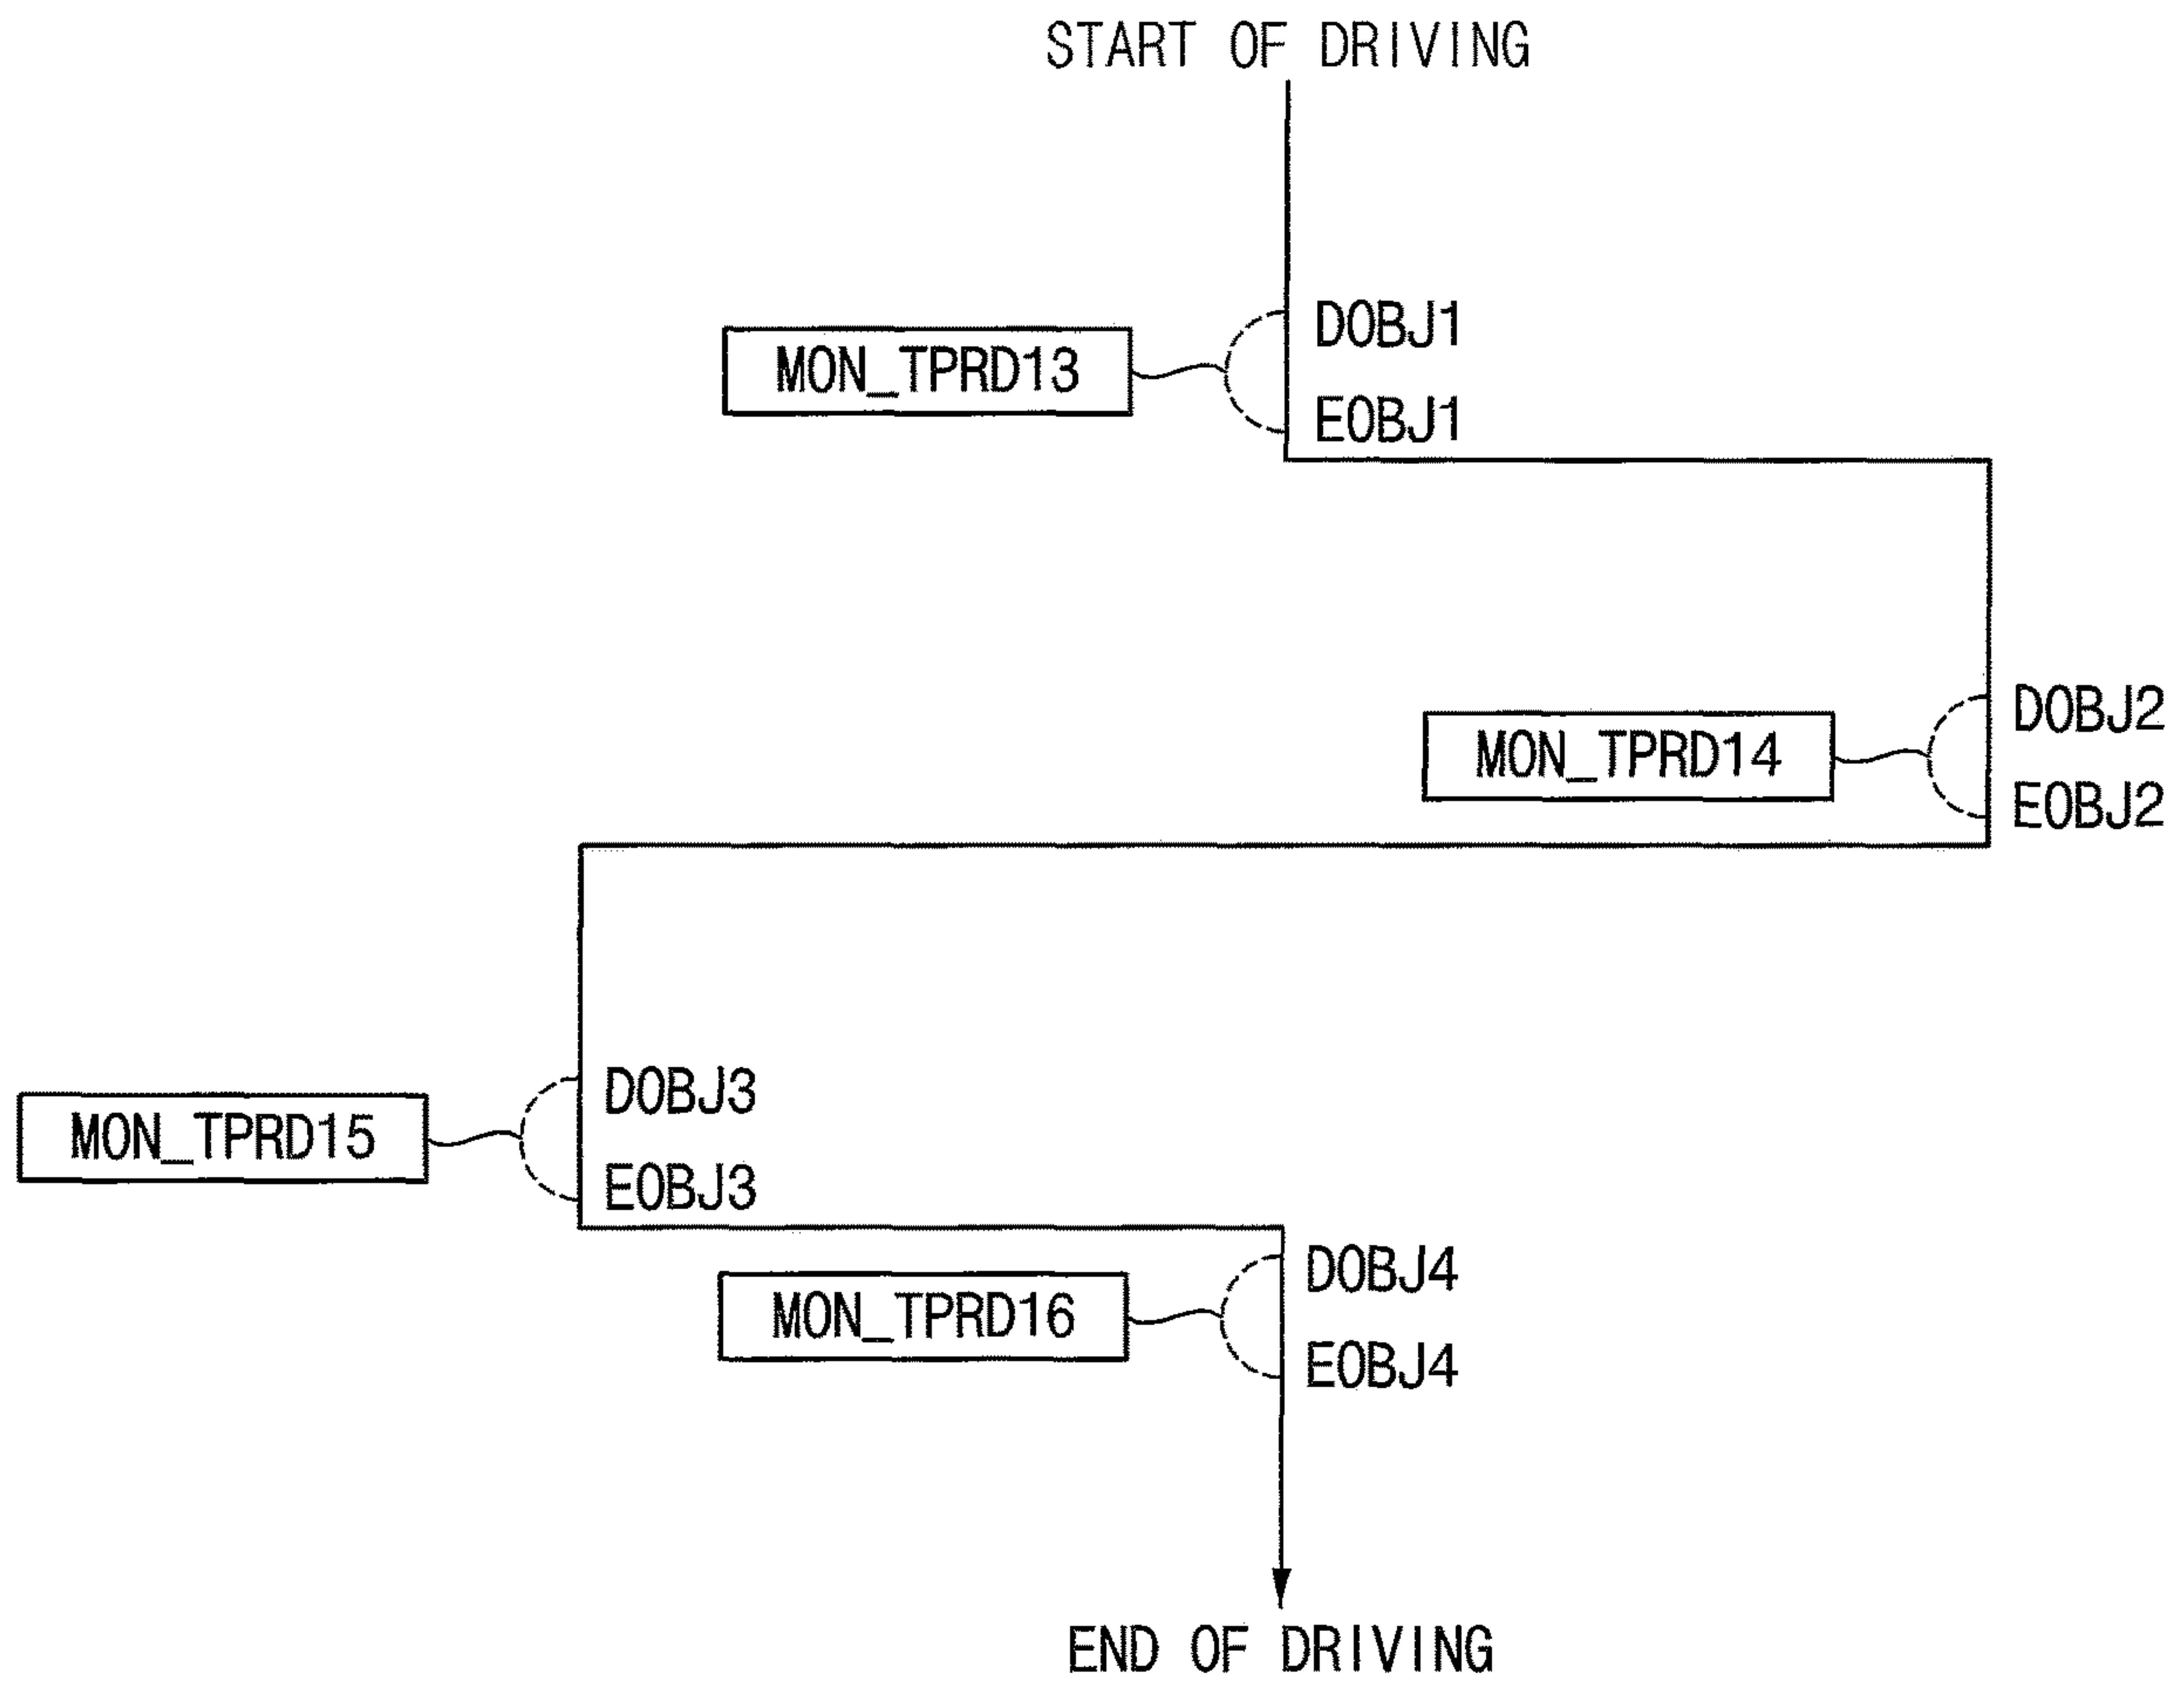 START OF DRIVING
DOBJ1
MON_TPRD13
EOBJ1
DOBJ2
MON_TPRD14
EOBJ2
DOBJ3
MON_TPRD15
EOBJ3
DOBJ4
MON_TPRD16
EOBJ4
END OF DRIVING